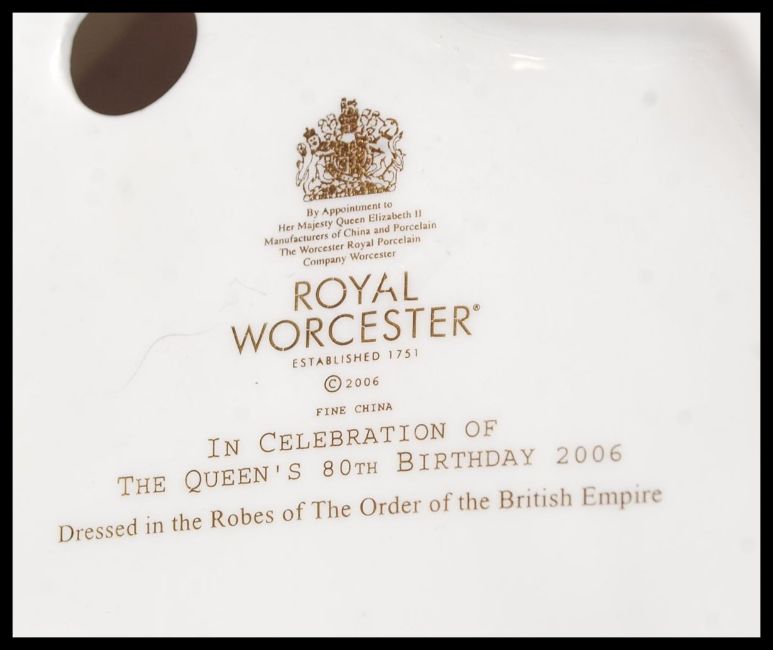 By Appointment to
Her Majesty Queen Elizabeth II
Manufacturers of China and Porcelain
The Worcester Royal Porcelain
Company Worcester
ROYAL
WORCESTER®
ESTABLISHED 1751
©2006
FINE CHINA
IN CELEBRATION OF
THE QUEEN'S 80TH BIRTHDAY 2006
Dressed in the Robes of The Order of the British Empire